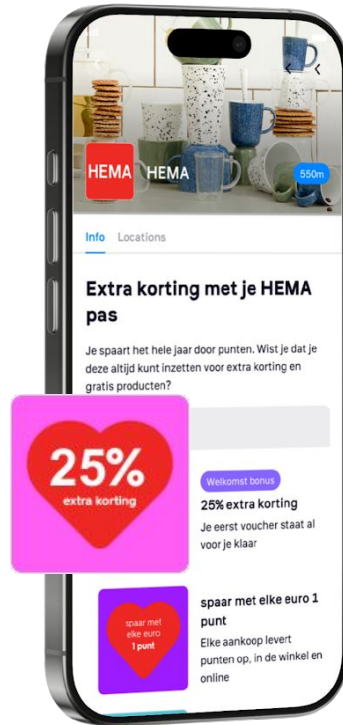 HEMA
HEMA
550m
Info
Locations
Extra korting met je HEMA
pas
Je spaart het hele jaar door punten. Wist je dat je
deze altijd kunt inzetten voor extra korting en
gratis producten?
25%
extra korting
Welkomst bonus
25% extra korting
Je eerst voucher staat al
voor je klaar
spaar met
elke euro
1 punt
spaar met elke euro 1
punt
Elke aankoop levert
punten op, in de winkel en
online